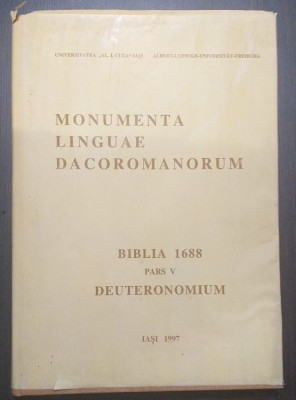 UNIVERSITATEA „AL. I. CUZA" IAŞI ALBERT-LUDWIGS-UNIVERSITÄT-FREIBURG
MONUMENTA
LINGUAE
DACOROMANORUM
BIBLIA 1688
PARS V
DEUTERONOMIUM
IAŞI 1997